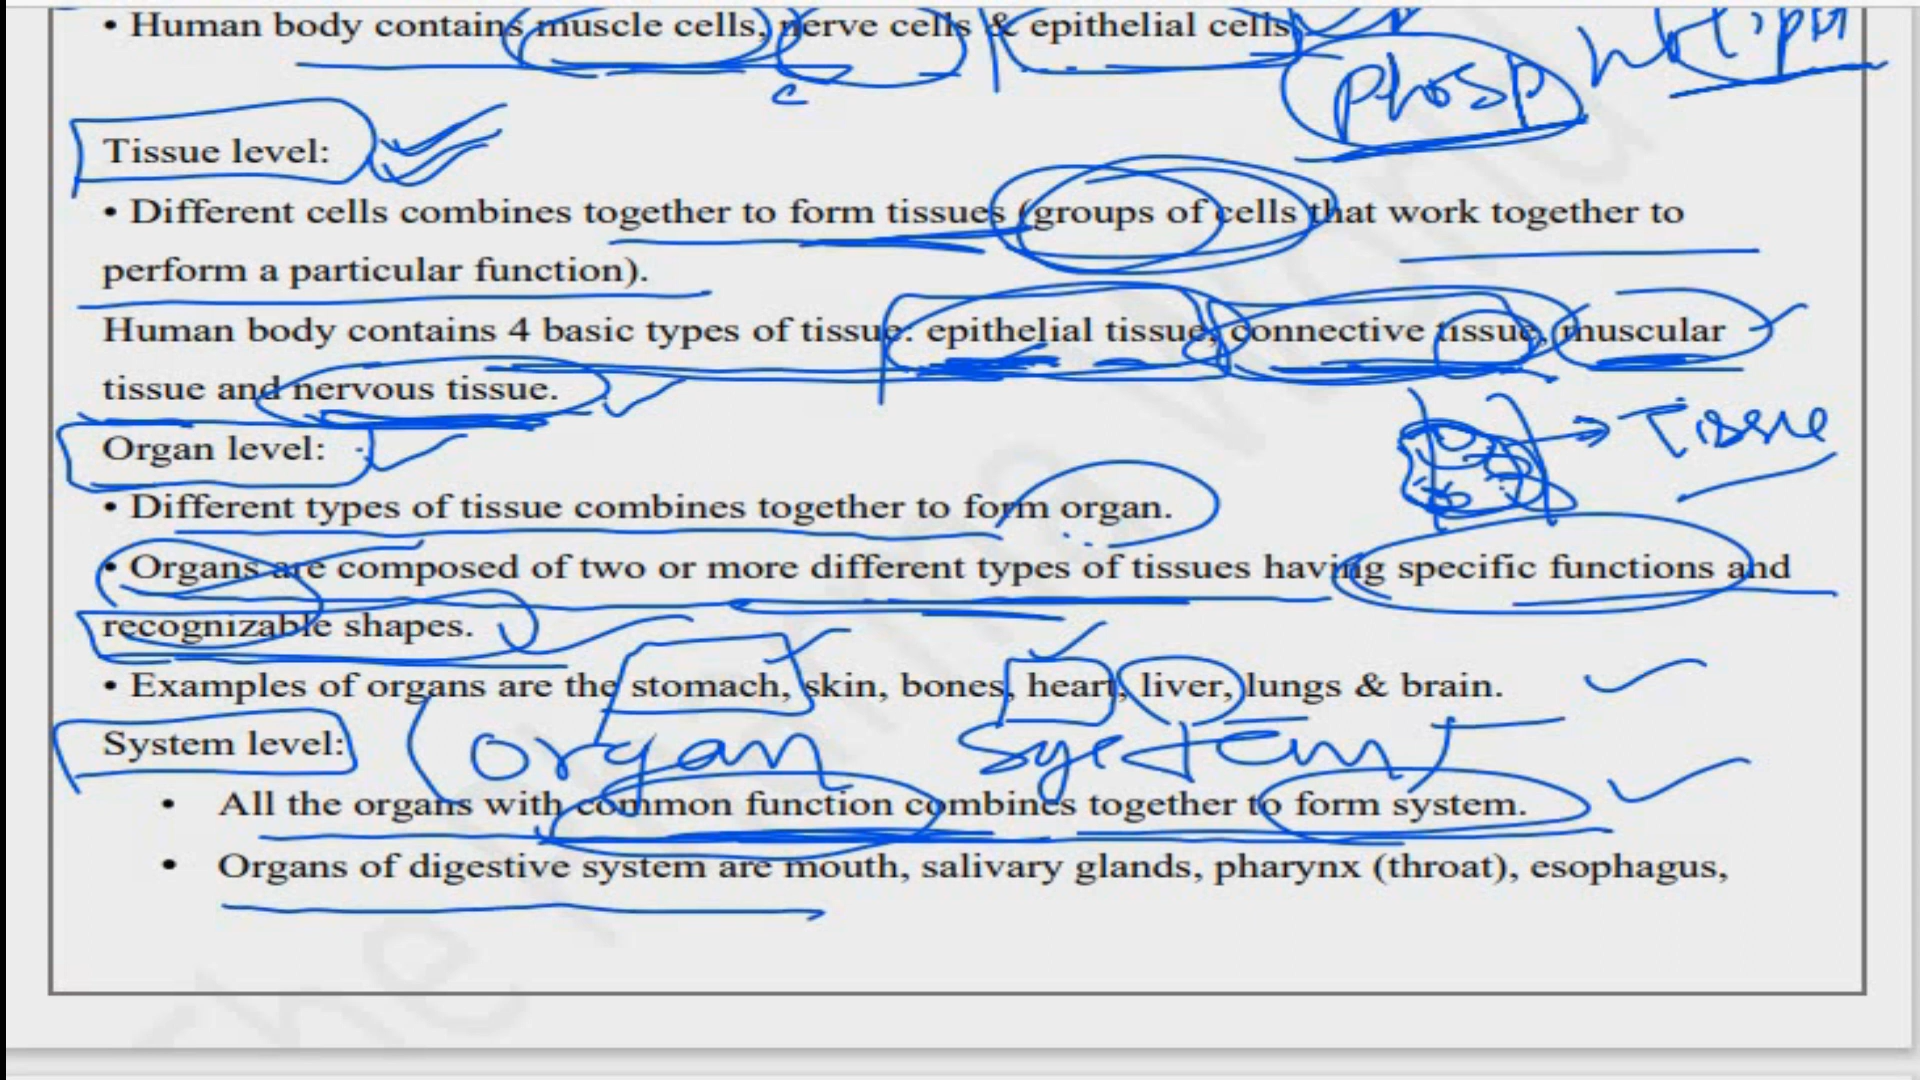 • Human body contains muscle cells, nerve cells & epithelial cells
phosp
Tissue level:
• Different cells combines together to form tissues (groups of cells that work together to
perform a particular function).
Human body contains 4 basic types of tissue: epithelial tissue, connective tissue, muscular
tissue and nervous tissue.
Tissue
Organ level:
• Different types of tissue combines together to form organ.
• Organs are composed of two or more different types of tissues having specific functions and
recognizable shapes.
• Examples of organs are the stomach, skin, bones, heart, liver, lungs & brain.
System level:
(organ system)
• All the organs with common function combines together to form system.
• Organs of digestive system are mouth, salivary glands, pharynx (throat), esophagus,